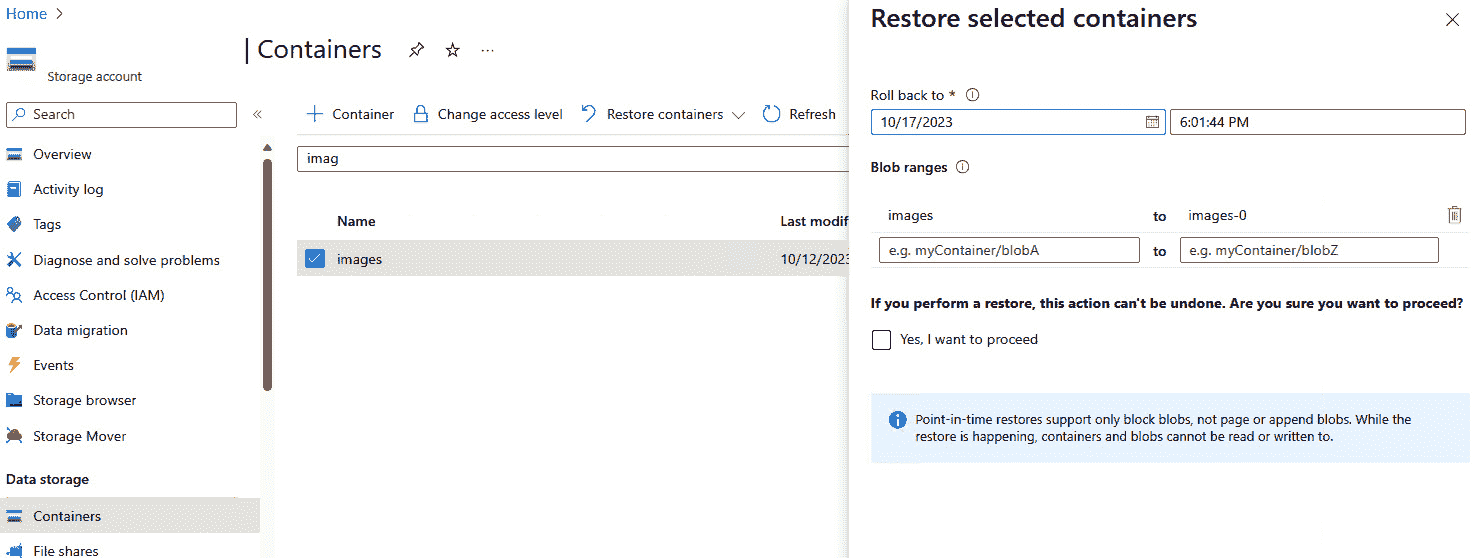 Home >
Storage account
Search
«
Overview
Activity log
Tags
Diagnose and solve problems
Access Control (IAM)
Data migration
Events
Storage browser
Storage Mover
Data storage
Containers
File shares
| Containers
...
+ Container Change access level Restore containers Refresh
imag
Name Last modif
images 10/12/2023
Restore selected containers
Roll back to *
10/17/2023 6:01:44 PM
Blob ranges
images to images-0
e.g. myContainer/blobA to e.g. myContainer/blobZ
If you perform a restore, this action can't be undone. Are you sure you want to proceed?
Yes, I want to proceed
Point-in-time restores support only block blobs, not page or append blobs. While the
restore is happening, containers and blobs cannot be read or written to.